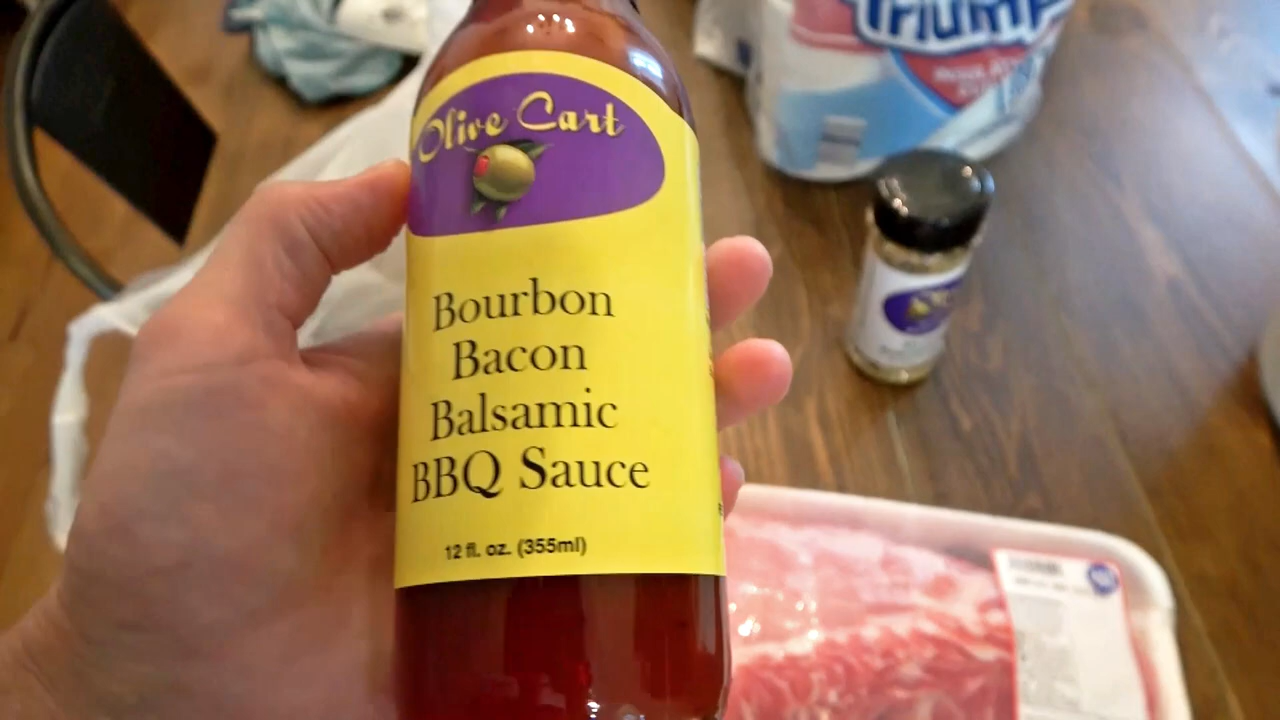 Olive Cart
Bourbon
Bacon
Balsamic
BBQ Sauce
12 fl. oz. (355ml)